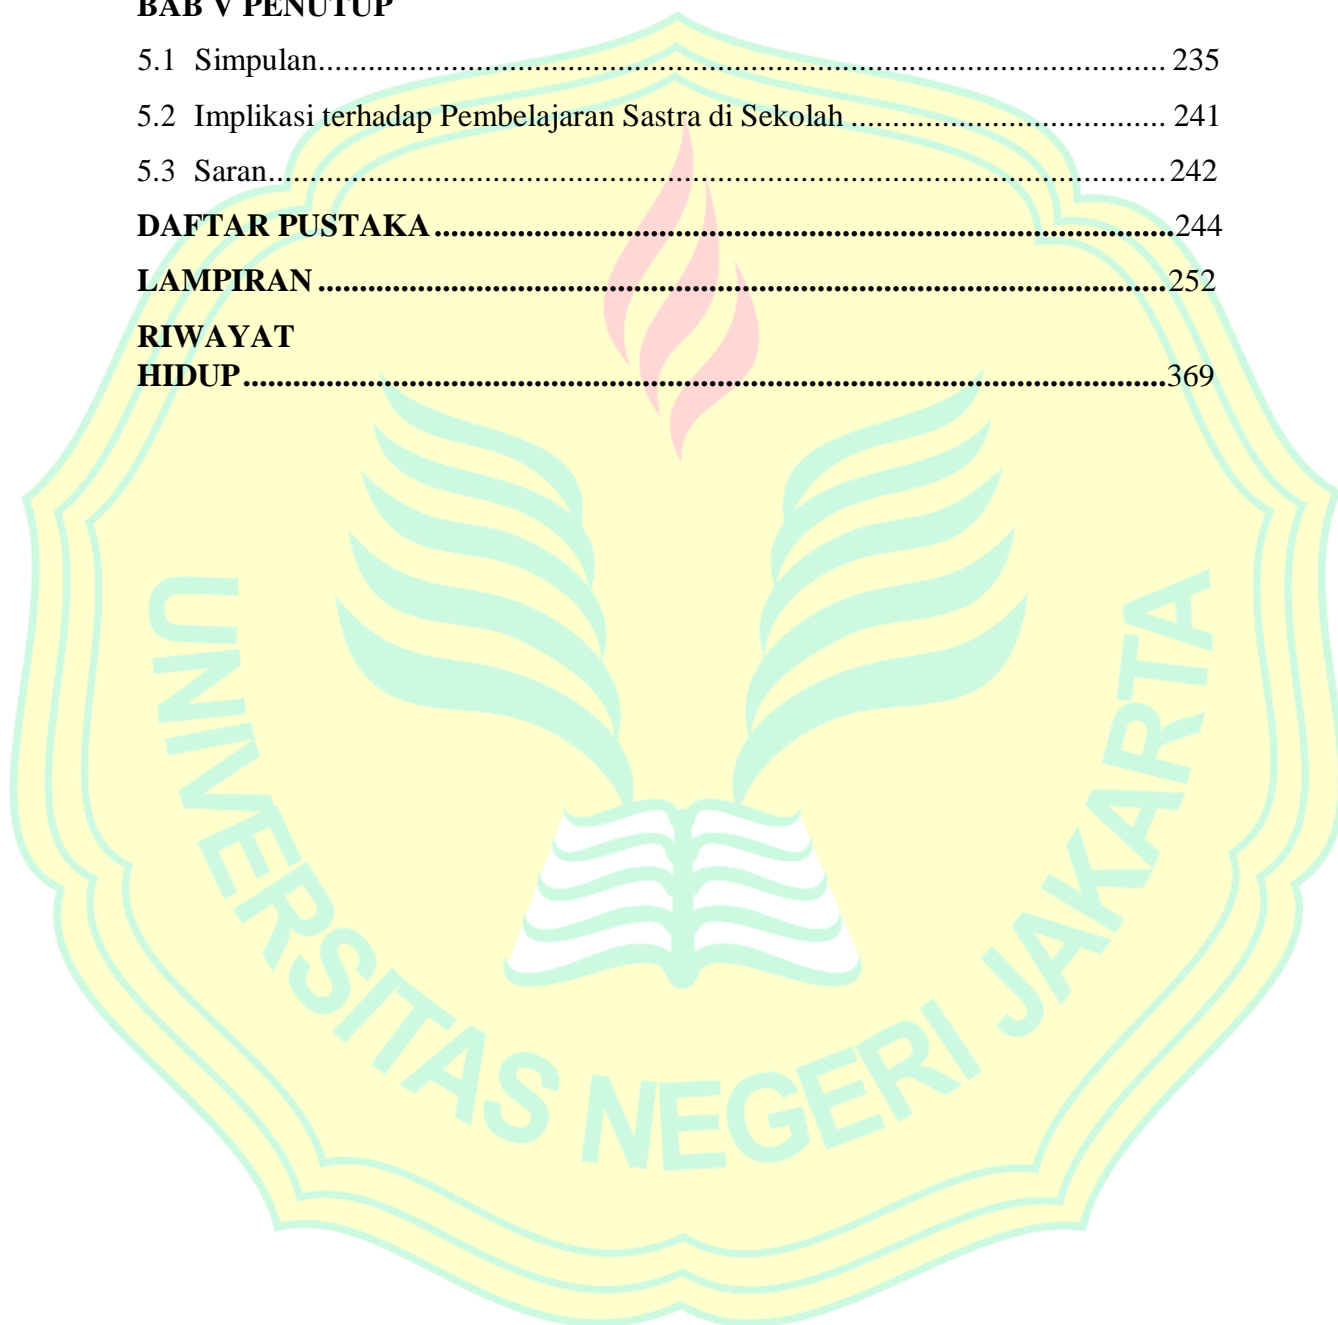 BAB V PENUTUP
5.1 Simpulan....................................................................................................... 235
5.2 Implikasi terhadap Pembelajaran Sastra di Sekolah ...................................... 241
5.3 Saran............................................................................................................. 242
DAFTAR PUSTAKA ..........................................................................................244
LAMPIRAN .......................................................................................................252
RIWAYAT
HIDUP................................................................................................................369
UNIVERSITAS NEGERI JAKARTA